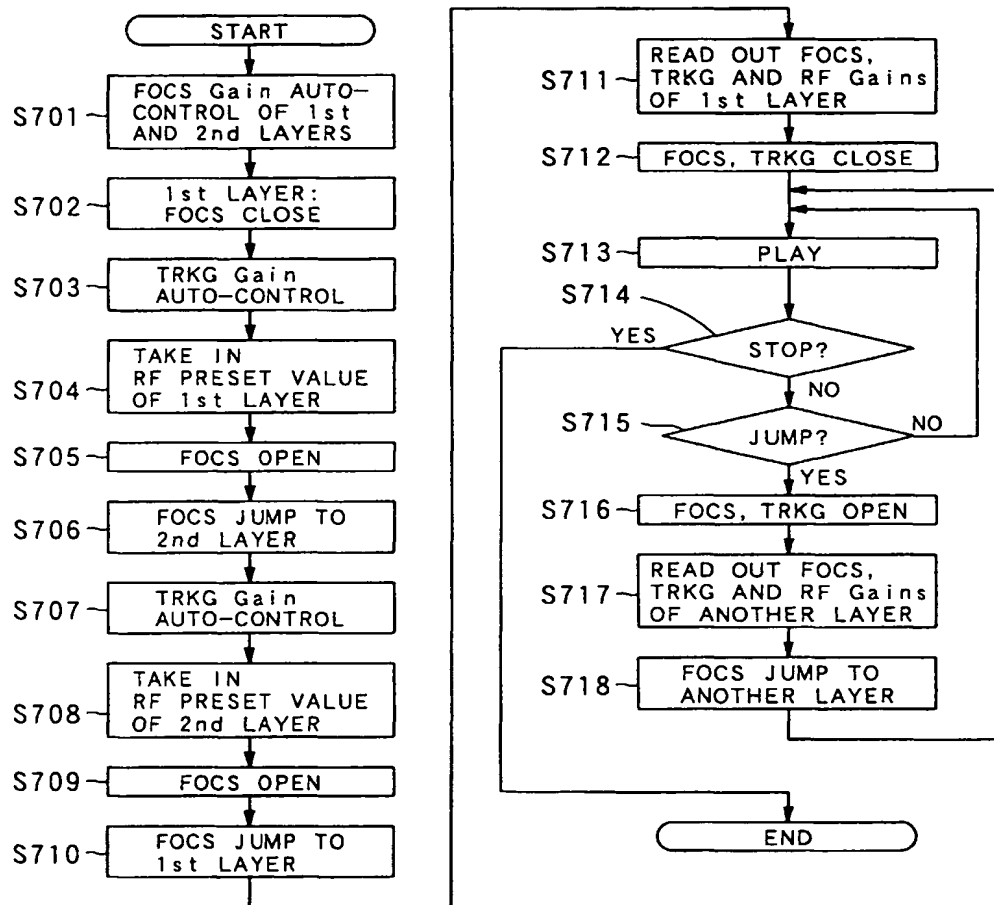 START
S701
FOCS Gain AUTO-
CONTROL OF 1st
AND 2nd LAYERS
S702
1st LAYER:
FOCS CLOSE
S703
TRKG Gain
AUTO-CONTROL
S704
TAKE IN
RF PRESET VALUE
OF 1st LAYER
S705
FOCS OPEN
S706
FOCS JUMP TO
2nd LAYER
S707
TRKG Gain
AUTO-CONTROL
S708
TAKE IN
RF PRESET VALUE
OF 2nd LAYER
S709
FOCS OPEN
S710
FOCS JUMP TO
1st LAYER
S711
READ OUT FOCS,
TRKG AND RF Gains
OF 1st LAYER
S712
FOCS, TRKG CLOSE
S713
PLAY
S714
YES
STOP?
NO
S715
JUMP?
NO
YES
S716
FOCS, TRKG OPEN
S717
READ OUT FOCS,
TRKG AND RF Gains
OF ANOTHER LAYER
S718
FOCS JUMP TO
ANOTHER LAYER
END